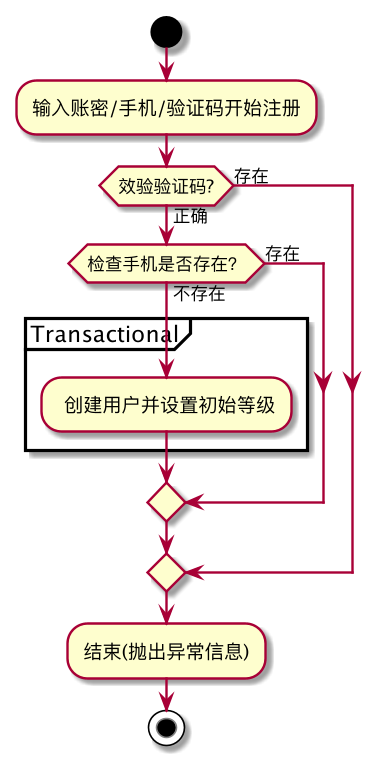 输入账密/手机/验证码开始注册
效验验证码?
存在
正确
检查手机是否存在?
存在
不存在
Transactional
创建用户并设置初始等级
结束(抛出异常信息)